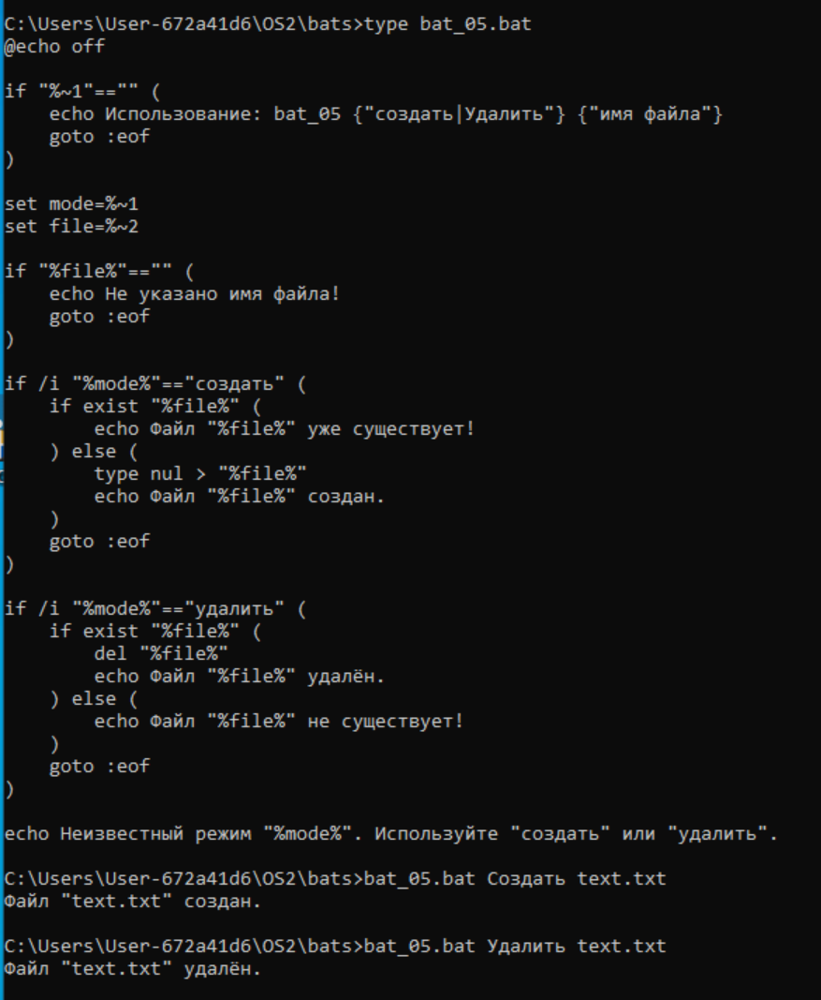 C:\Users\User-672a41d6\OS2\bats>type bat_05.bat
@echo off
if "%~1"=="" (
echo Использование: bat_05 {"создать|Удалить"} {"имя файла"}
goto :eof
)
set mode=%~1
set file=%~2
if "%file%"=="" (
echo Не указано имя файла!
goto :eof
)
if /i "%mode%"=="создать" (
if exist "%file%" (
echo Файл "%file%" уже существует!
) else (
type nul > "%file%"
echo Файл "%file%" создан.
)
goto :eof
)
if /i "%mode%"=="удалить" (
if exist "%file%" (
del "%file%"
echo Файл "%file%" удалён.
) else (
echo Файл "%file%" не существует!
)
goto :eof
)
echo Неизвестный режим "%mode%". Используйте "создать" или "удалить".
C:\Users\User-672a41d6\OS2\bats>bat_05.bat Создать text.txt
Файл "text.txt" создан.
C:\Users\User-672a41d6\OS2\bats>bat_05.bat Удалить text.txt
Файл "text.txt" удалён.